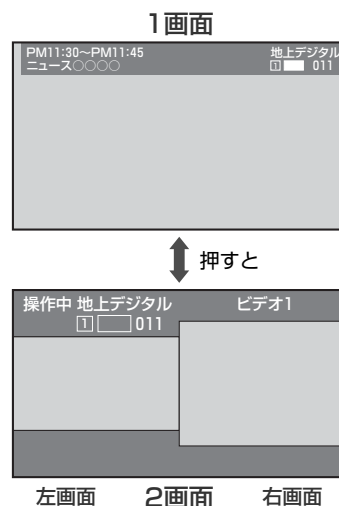 1画面
PM11:30～PM11:45 地上デジタル
ニュース○○○○ 1 011
押すと
操作中 地上デジタル ビデオ1
1 011
左画面 2画面 右画面